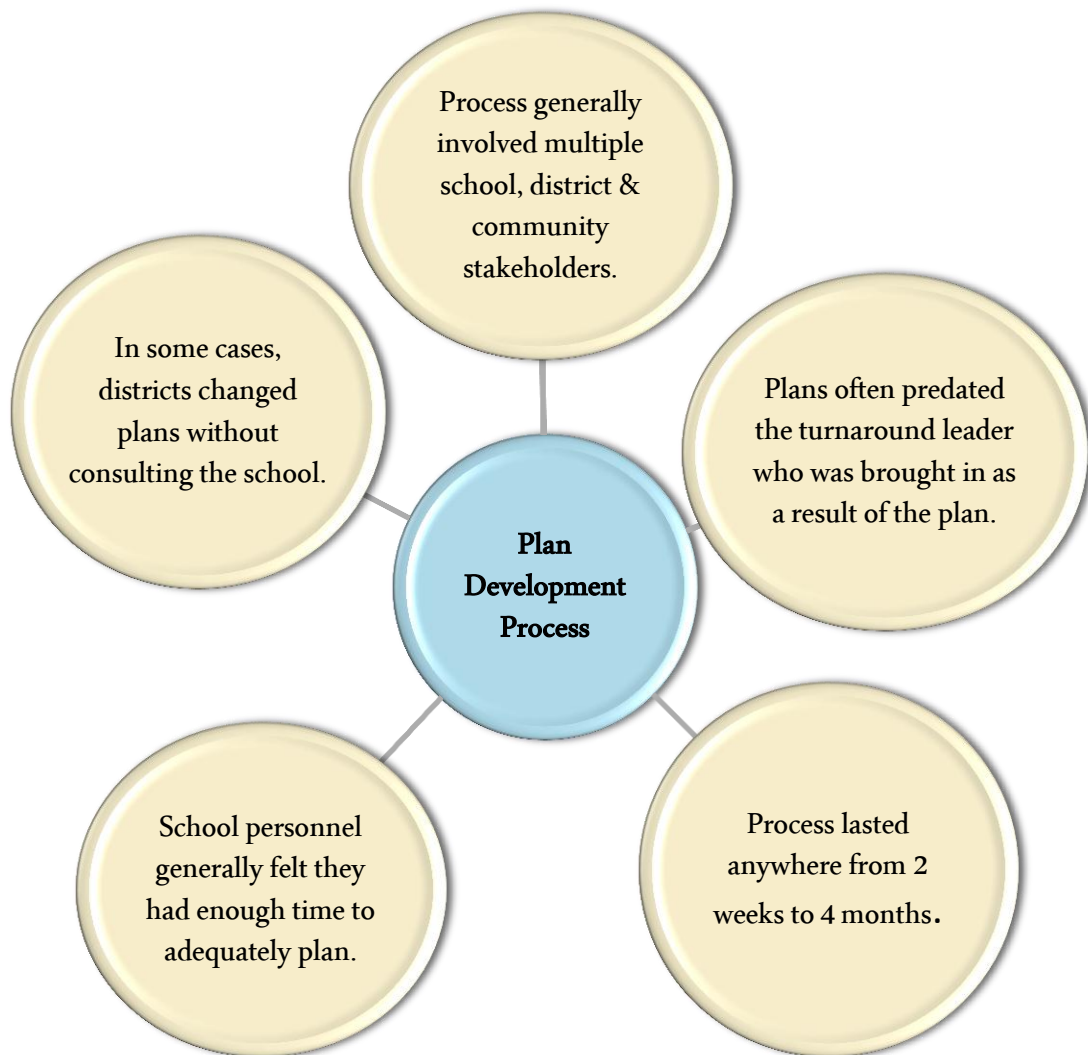 Process generally
involved multiple
school, district &
community
stakeholders.
In some cases,
districts changed
plans without
consulting the school.
Plans often predated
the turnaround leader
who was brought in as
a result of the plan.
Plan
Development
Process
School personnel
generally felt they
had enough time to
adequately plan.
Process lasted
anywhere from 2
weeks to 4 months.